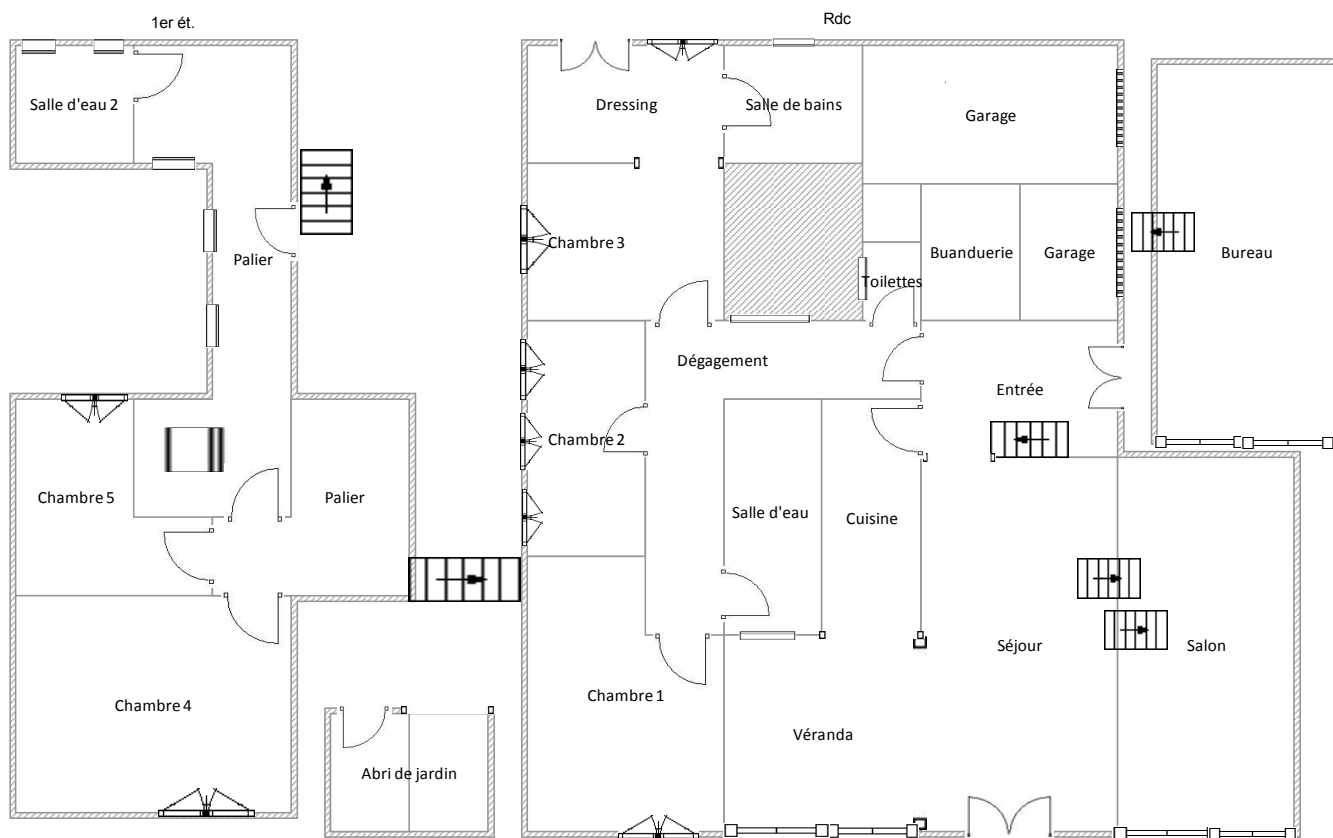 1er ét.
Rdc
Salle d'eau 2
Dressing
Salle de bains
Garage
Palier
Chambre 3
Buanduerie
Garage
Bureau
Toilettes
Dégagement
Entrée
Chambre 2
Chambre 5
Palier
Salle d'eau
Cuisine
Séjour
Salon
Chambre 4
Chambre 1
Véranda
Abri de jardin